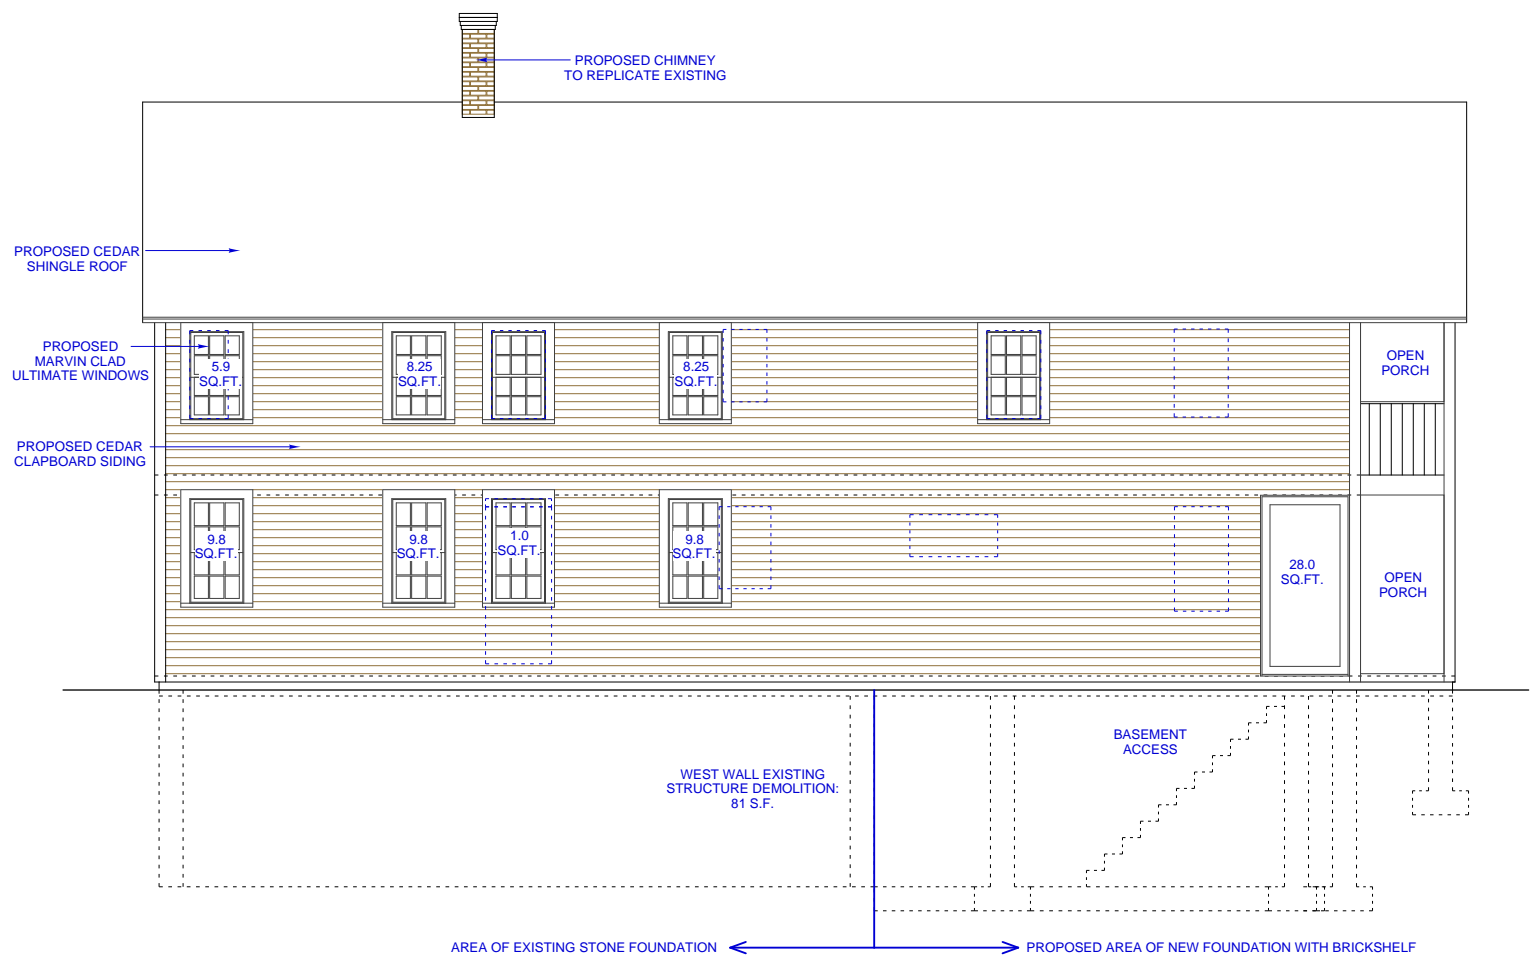 PROPOSED CHIMNEY
TO REPLICATE EXISTING
PROPOSED CEDAR
SHINGLE ROOF
PROPOSED
MARVIN CLAD
ULTIMATE WINDOWS
5.9
SQ.FT.
8.25
SQ.FT.
8.25
SQ.FT.
OPEN
PORCH
PROPOSED CEDAR
CLAPBOARD SIDING
9.8
SQ.FT.
9.8
SQ.FT.
1.0
SQ.FT.
9.8
SQ.FT.
28.0
SQ.FT.
OPEN
PORCH
BASEMENT
ACCESS
WEST WALL EXISTING
STRUCTURE DEMOLITION:
81 S.F.
AREA OF EXISTING STONE FOUNDATION
PROPOSED AREA OF NEW FOUNDATION WITH BRICKSHELF